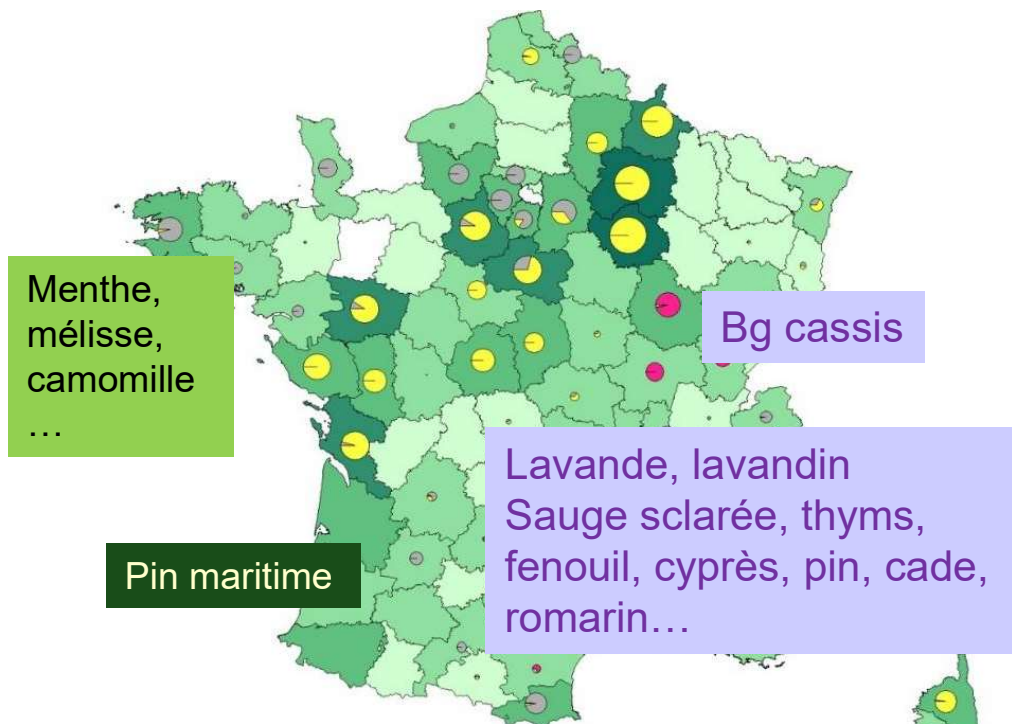 Menthe,
mélisse,
camomille
…
Bg cassis
Lavande, lavandin
Sauge sclarée, thyms,
fenouil, cyprès, pin, cade,
romarin…
Pin maritime